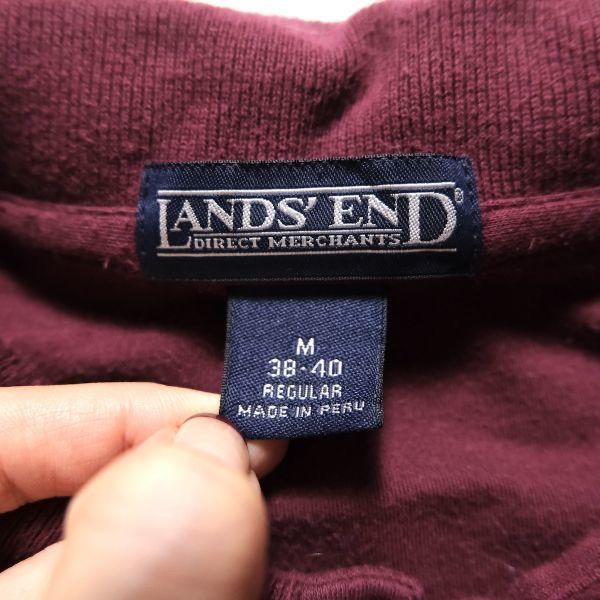 LANDS' END®
DIRECT MERCHANTS
M
38-40
REGULAR
MADE IN PERU